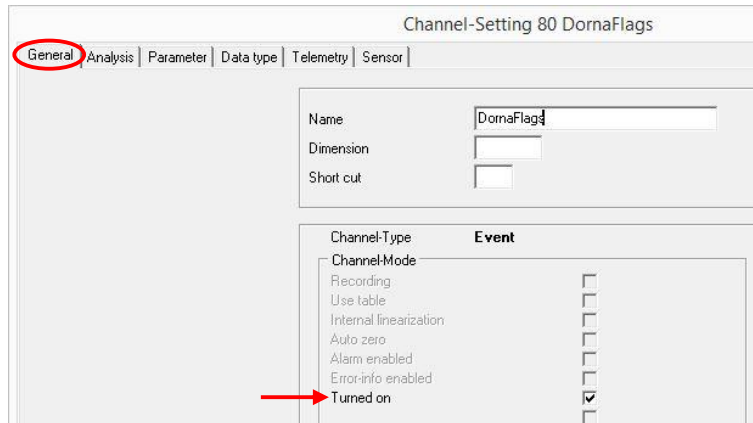 Channel-Setting 80 DornaFlags
General Analysis Parameter Data type Telemetry Sensor
Name DornaFlags
Dimension
Short cut
Channel-Type Event
Channel-Mode
Recording
Use table
Internal linearization
Auto zero
Alarm enabled
Error-info enabled
Turned on